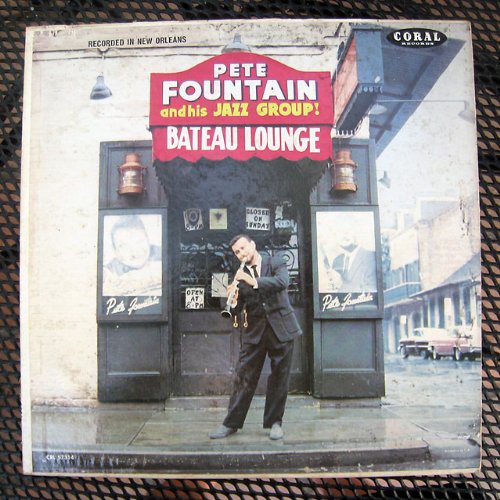 RECORDED IN NEW ORLEANS
CORAL
RECORDS
PETE
FOUNTAIN
and his JAZZ GROUP!
BATEAU LOUNGE
CLOSED
ON
SUNDAY
OPEN
AT
8 P.M
Pete Fountain
Pete Fountain